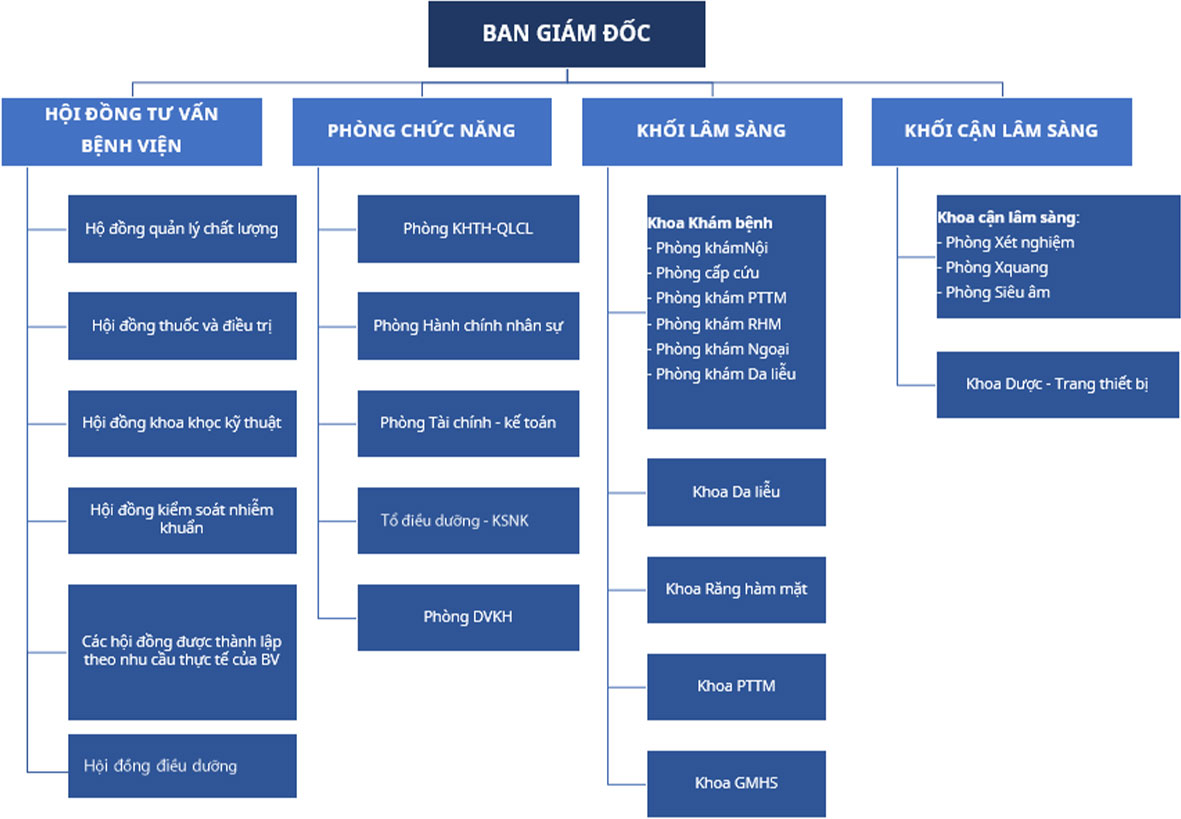 BAN GIÁM ĐỐC
HỘI ĐỒNG TƯ VẤN
BỆNH VIỆN
Hộ đồng quản lý chất lượng
Hội đồng thuốc và điều trị
Hội đồng khoa khọc kỹ thuật
Hội đồng kiểm soát nhiễm
khuẩn
Các hội đồng được thành lập
theo nhu cầu thực tế của BV
Hội đồng điều dưỡng
PHÒNG CHỨC NĂNG
Phòng KHTH-QLCL
Phòng Hành chính nhân sự
Phòng Tài chính - kế toán
Tổ điều dưỡng - KSNK
Phòng DVKH
KHỐI LÂM SÀNG
Khoa Khám bệnh
- Phòng khámNội
- Phòng cấp cứu
- Phòng khám PTTM
- Phòng khám RHM
- Phòng khám Ngoại
- Phòng khám Da liễu
Khoa Da liễu
Khoa Răng hàm mặt
Khoa PTTM
Khoa GMHS
KHỐI CẬN LÂM SÀNG
Khoa cận lâm sàng:
- Phòng Xét nghiệm
- Phòng Xquang
- Phòng Siêu âm
Khoa Dược - Trang thiết bị